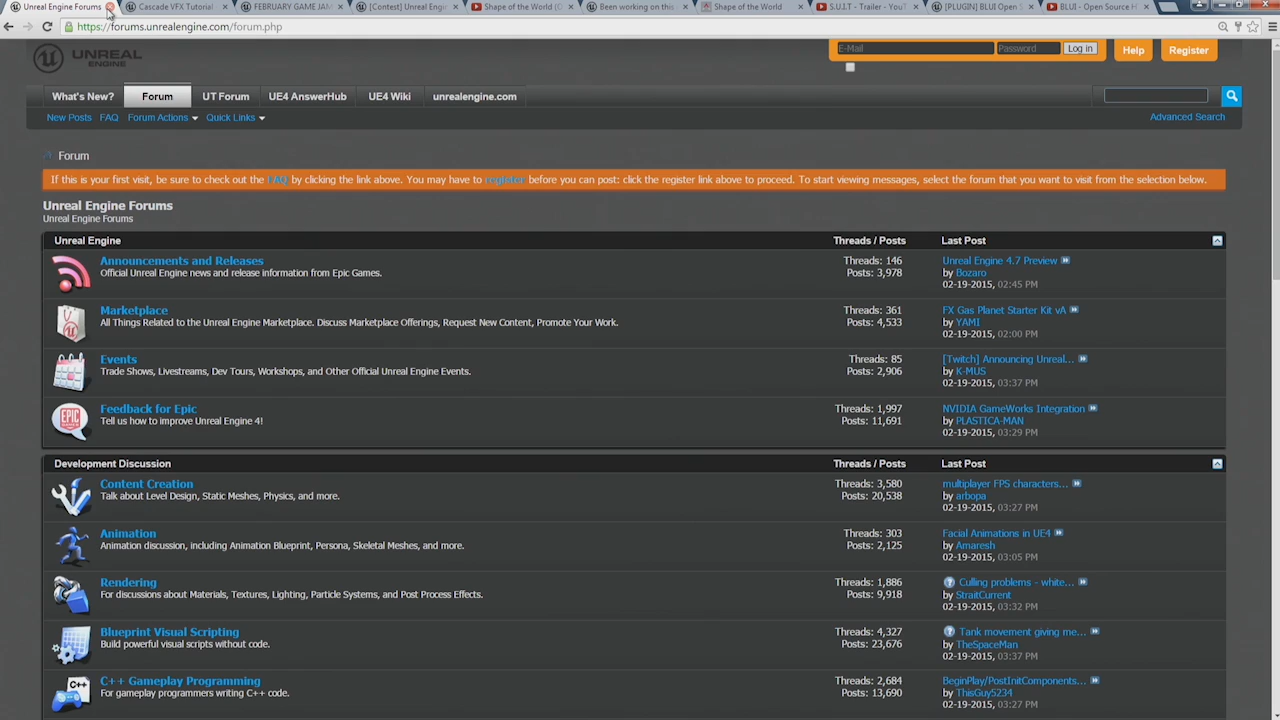 Unreal Engine Forums
Cascade VFX Tutorial
FEBRUARY GAME JAM
[Contest] Unreal Engin
Shape of the World (O
Been working on this
Shape of the World
S.U.I.T - Trailer - YouT
[PLUGIN] BLUI Open S
BLUI - Open Source H
https://forums.unrealengine.com/forum.php
UNREAL
ENGINE
E-Mail
Password
Log in
Help
Register
What's New?
Forum
UT Forum
UE4 AnswerHub
UE4 Wiki
unrealengine.com
New Posts
FAQ
Forum Actions
Quick Links
Advanced Search
Forum
If this is your first visit, be sure to check out the FAQ by clicking the link above. You may have to register before you can post: click the register link above to proceed. To start viewing messages, select the forum that you want to visit from the selection below.
Unreal Engine Forums
Unreal Engine Forums
Unreal Engine
Threads / Posts
Last Post
Announcements and Releases
Official Unreal Engine news and release information from Epic Games.
Threads: 146
Posts: 3,978
Unreal Engine 4.7 Preview
by Bozaro
02-19-2015, 02:45 PM
Marketplace
All Things Related to the Unreal Engine Marketplace. Discuss Marketplace Offerings, Request New Content, Promote Your Work.
Threads: 361
Posts: 4,533
FX Gas Planet Starter Kit vA
by YAMI
02-19-2015, 02:00 PM
Events
Trade Shows, Livestreams, Dev Tours, Workshops, and Other Official Unreal Engine Events.
Threads: 85
Posts: 2,906
[Twitch] Announcing Unreal...
by K-MUS
02-19-2015, 03:37 PM
Feedback for Epic
Tell us how to improve Unreal Engine 4!
Threads: 1,997
Posts: 11,691
NVIDIA GameWorks Integration
by PLASTICA-MAN
02-19-2015, 03:29 PM
EPIC
GAMES
Development Discussion
Threads / Posts
Last Post
Content Creation
Talk about Level Design, Static Meshes, Physics, and more.
Threads: 3,580
Posts: 20,538
multiplayer FPS characters...
by arbopa
02-19-2015, 03:27 PM
Animation
Animation discussion, including Animation Blueprint, Persona, Skeletal Meshes, and more.
Threads: 303
Posts: 2,125
Facial Animations in UE4
by Amaresh
02-19-2015, 03:05 PM
Rendering
For discussions about Materials, Textures, Lighting, Particle Systems, and Post Process Effects.
Threads: 1,886
Posts: 9,918
Culling problems - white...
by StraitCurrent
02-19-2015, 03:32 PM
Blueprint Visual Scripting
Build powerful visual scripts without code.
Threads: 4,327
Posts: 23,676
Tank movement giving me...
by TheSpaceMan
02-19-2015, 03:37 PM
C++
C++ Gameplay Programming
For gameplay programmers writing C++ code.
Threads: 2,684
Posts: 13,690
BeginPlay/PostInitComponents...
by ThisGuy5234
02-19-2015, 03:27 PM